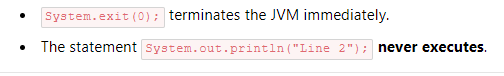 • System.exit(0); terminates the JVM immediately.
• The statement System.out.println("Line 2"); never executes.